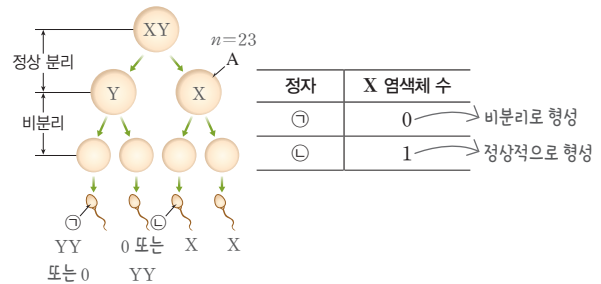 XY
n=23
정상 분리
A
Y
X
비분리
㉠
㉡
YY
또는 0
0 또는
YY
X
X
정자 X 염색체 수
㉠ 0 비분리로 형성
㉡ 1 정상적으로 형성